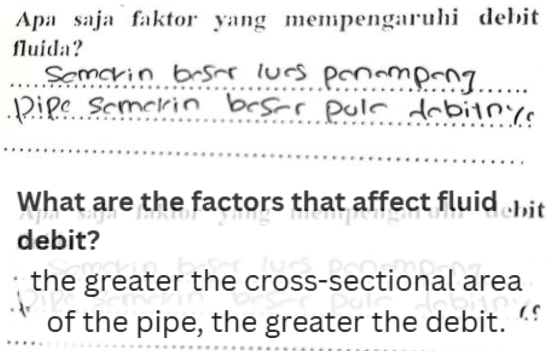 Apa saja faktor yang mempengaruhi debit
fluida?
Semakin besar luas penampang
pipa semakin besar pula debitnya
What are the factors that affect fluid
debit?
the greater the cross-sectional area
of the pipe, the greater the debit.